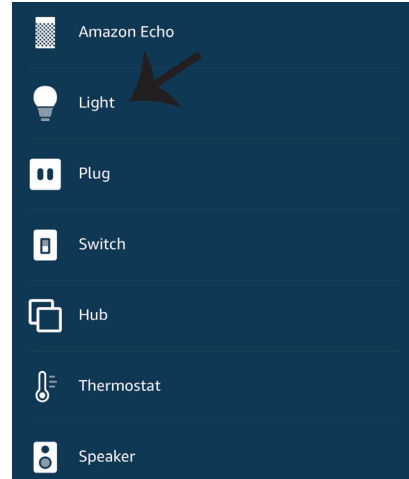 Amazon Echo
Light
Plug
Switch
Hub
Thermostat
Speaker